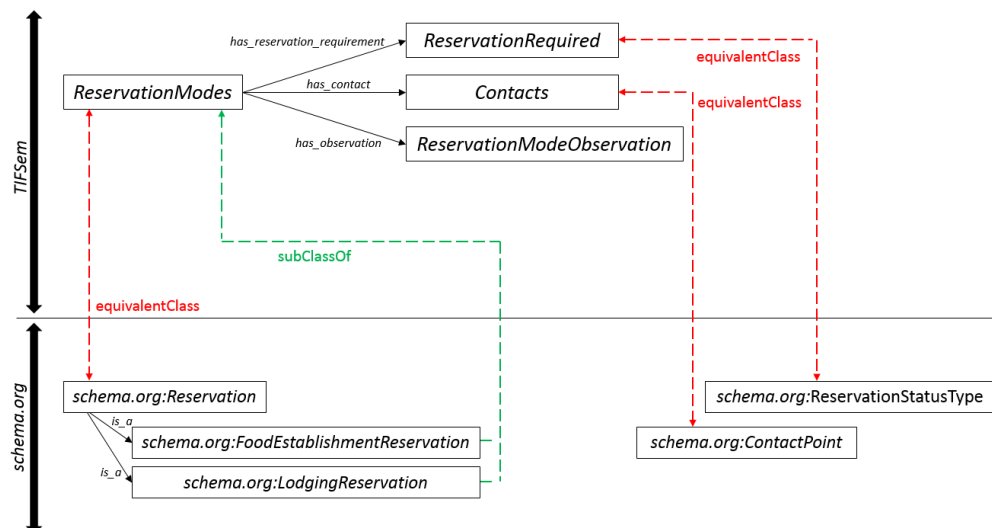 has_reservation_requirement
ReservationRequired
equivalentClass
ReservationModes
has_contact
Contacts
equivalentClass
has_observation
ReservationModeObservation
TIFSem
subClassOf
equivalentClass
schema.org
schema.org:Reservation
schema.org:ReservationStatusType
is_a
schema.org:FoodEstablishmentReservation
schema.org:ContactPoint
is_a
schema.org:LodgingReservation